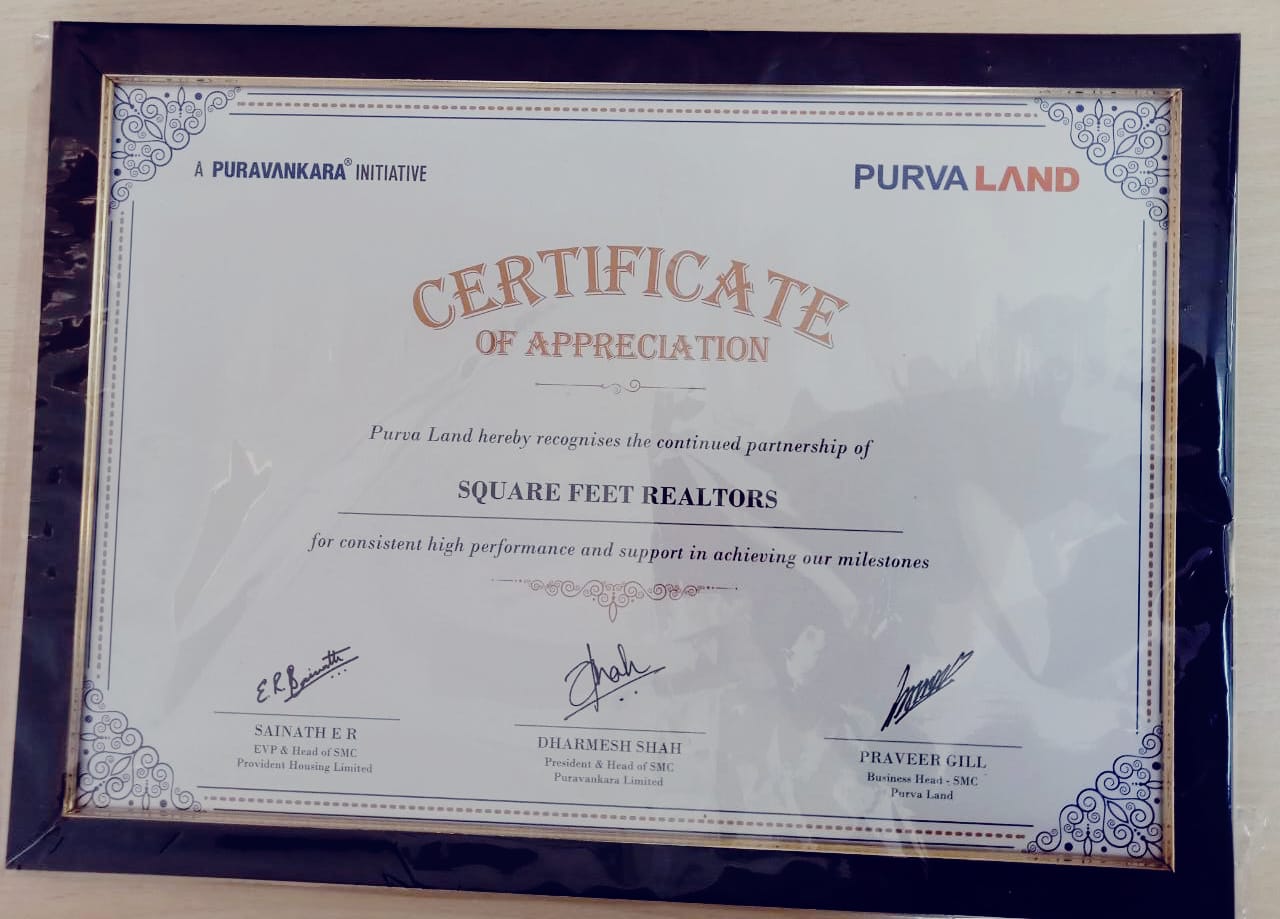 A PURAVANKARA® INITIATIVE
PURVA LAND
CERTIFICATE
OF APPRECIATION
Purva Land hereby recognises the continued partnership of
SQUARE FEET REALTORS
for consistent high performance and support in achieving our milestones
E.R.Sainath
Shah
SAINATH E R
EVP & Head of SMC
Provident Housing Limited
DHARMESH SHAH
President & Head of SMC
Puravankara Limited
PRAVEER GILL
Business Head - SMC
Purva Land